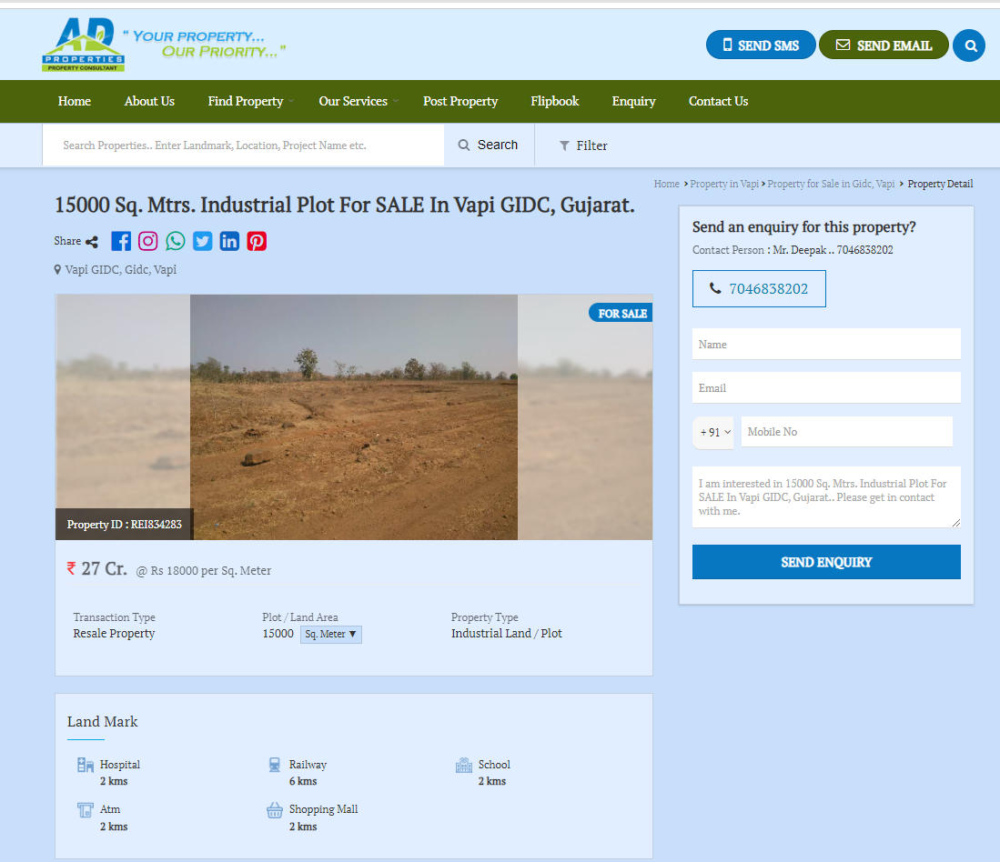 AD
PROPERTIES
PROPERTY CONSULTANT
“ YOUR PROPERTY...
OUR PRIORITY...”
SEND SMS
SEND EMAIL
Home About Us Find Property Our Services Post Property Flipbook Enquiry Contact Us
Search Properties.. Enter Landmark, Location, Project Name etc.
Search
Filter
Home › Property in Vapi › Property for Sale in Gidc, Vapi › Property Detail
15000 Sq. Mtrs. Industrial Plot For SALE In Vapi GIDC, Gujarat.
Share
Vapi GIDC, Gidc, Vapi
FOR SALE
Property ID : REI834283
₹ 27 Cr. @ Rs 18000 per Sq. Meter
Transaction Type Plot / Land Area Property Type
Resale Property 15000 Sq. Meter ▼ Industrial Land / Plot
Land Mark
Hospital Railway School
2 kms 6 kms 2 kms
Atm Shopping Mall
2 kms 2 kms
Send an enquiry for this property?
Contact Person : Mr. Deepak .. 7046838202
7046838202
Name
Email
+91 Mobile No
I am interested in 15000 Sq. Mtrs. Industrial Plot For
SALE In Vapi GIDC, Gujarat.. Please get in contact
with me.
SEND ENQUIRY